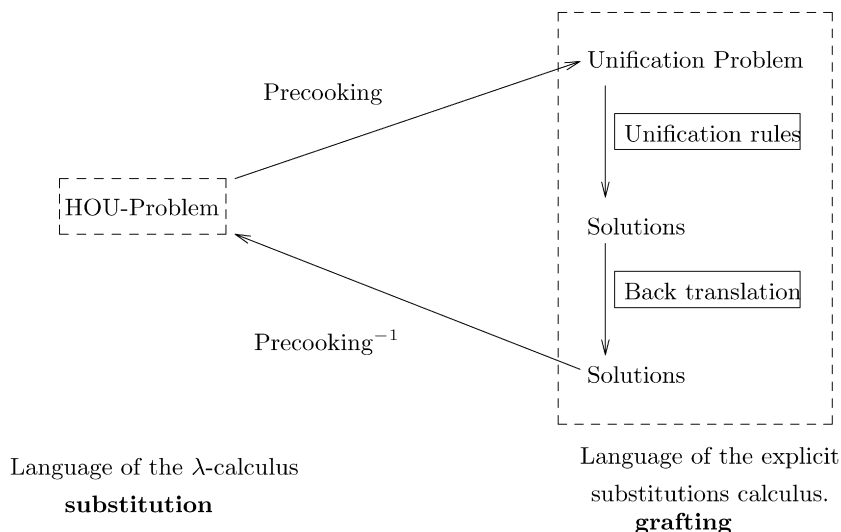 Unification Problem
Precooking
Unification rules
HOU-Problem
Solutions
Back translation
Precooking⁻¹
Solutions
Language of the λ-calculus
substitution
Language of the explicit
substitutions calculus.
grafting